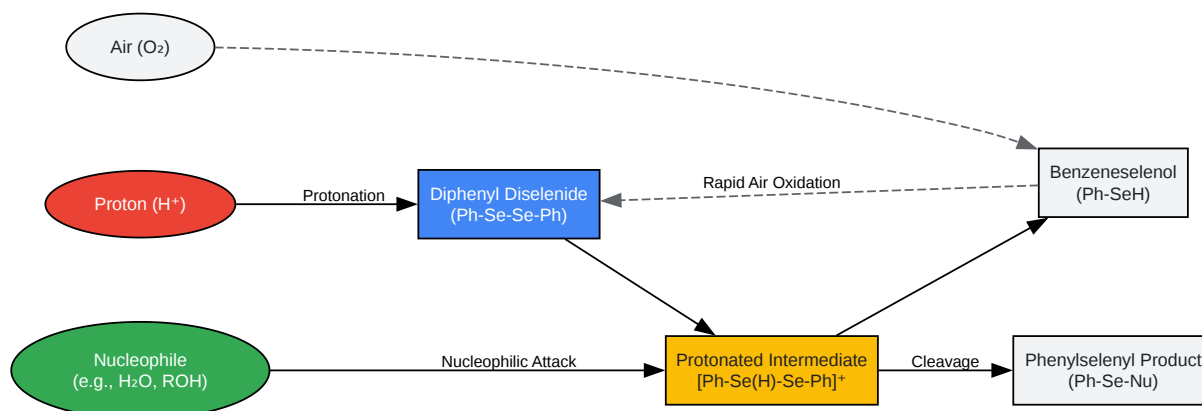 Air (O₂)
Benzeneselenol
(Ph-SeH)
Rapid Air Oxidation
Diphenyl Diselenide
(Ph-Se-Se-Ph)
Protonation
Proton (H⁺)
Nucleophile
(e.g., H₂O, ROH)
Nucleophilic Attack
Protonated Intermediate
[Ph-Se(H)-Se-Ph]⁺
Cleavage
Phenylselenyl Product
(Ph-Se-Nu)